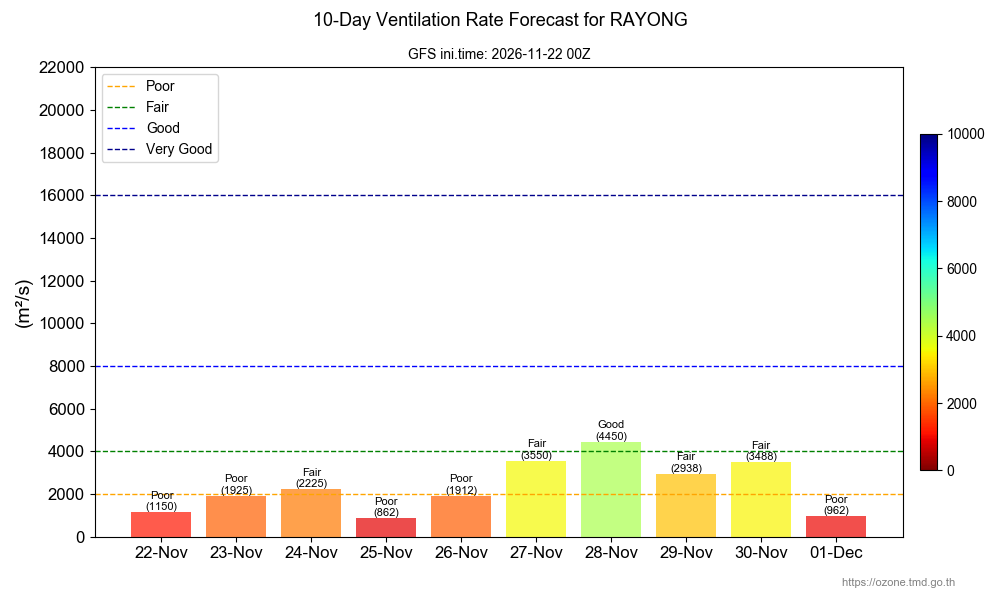 10-Day Ventilation Rate Forecast for RAYONG
GFS ini.time: 2026-11-22 00Z
22000
20000
18000
16000
14000
12000
10000
8000
6000
4000
2000
0
(m²/s)
Poor
Fair
Good
Very Good
Poor
(1150)
Poor
(1925)
Fair
(2225)
Poor
(862)
Poor
(1912)
Fair
(3550)
Good
(4450)
Fair
(2938)
Fair
(3488)
Poor
(962)
22-Nov 23-Nov 24-Nov 25-Nov 26-Nov 27-Nov 28-Nov 29-Nov 30-Nov 01-Dec
10000
8000
6000
4000
2000
0
https://ozone.tmd.go.th